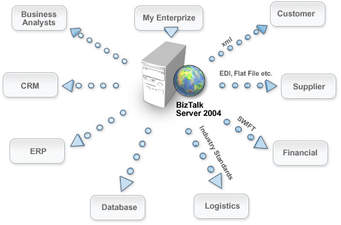 Business
Analysts
My Enterprize
Customer
xml
CRM
EDI, Flat File etc.
Supplier
BizTalk
Server 2004
SWIFT
Industry Standards
ERP
Financial
Database
Logistics